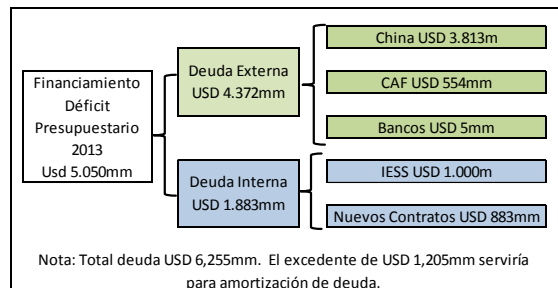 Financiamiento
Déficit
Presupuestario
2013
Usd 5.050mm
Deuda Externa
USD 4.372mm
China USD 3.813m
CAF USD 554mm
Bancos USD 5mm
Deuda Interna
USD 1.883mm
IESS USD 1.000m
Nuevos Contratos USD 883mm
Nota: Total deuda USD 6,255mm. El excedente de USD 1,205mm serviría
para amortización de deuda.